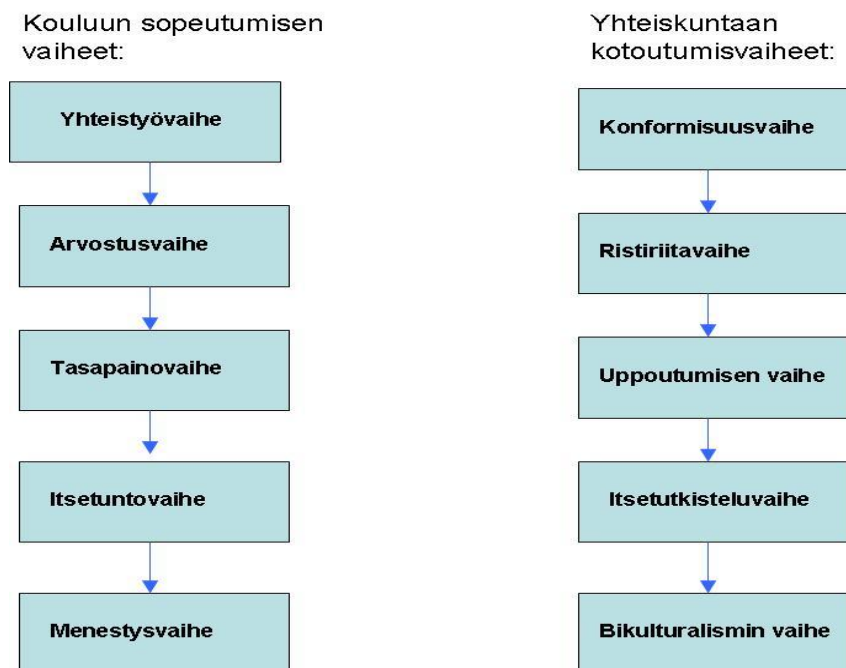 Kouluun sopeutumisen
vaiheet:
Yhteistyövaihe
Arvostusvaihe
Tasapainovaihe
Itsetuntovaihe
Menestysvaihe
Yhteiskuntaan
kotoutumisvaiheet:
Konformisuusvaihe
Ristiriitavaihe
Uppoutumisen vaihe
Itsetutkisteluvaihe
Bikulturalismin vaihe